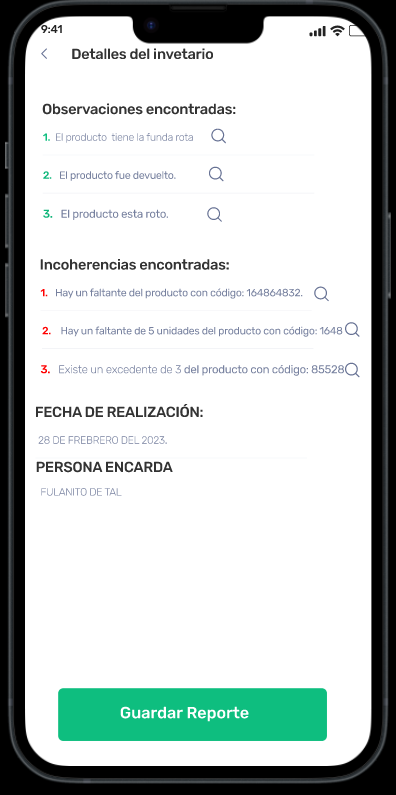 9:41
Detalles del invetario
Observaciones encontradas:
1. El producto tiene la funda rota
2. El producto fue devuelto.
3. El producto esta roto.
Incoherencias encontradas:
1. Hay un faltante del producto con código: 164864832.
2. Hay un faltante de 5 unidades del producto con código: 1648
3. Existe un excedente de 3 del producto con código: 85528
FECHA DE REALIZACIÓN:
28 DE FREBRERO DEL 2023.
PERSONA ENCARDA
FULANITO DE TAL
Guardar Reporte